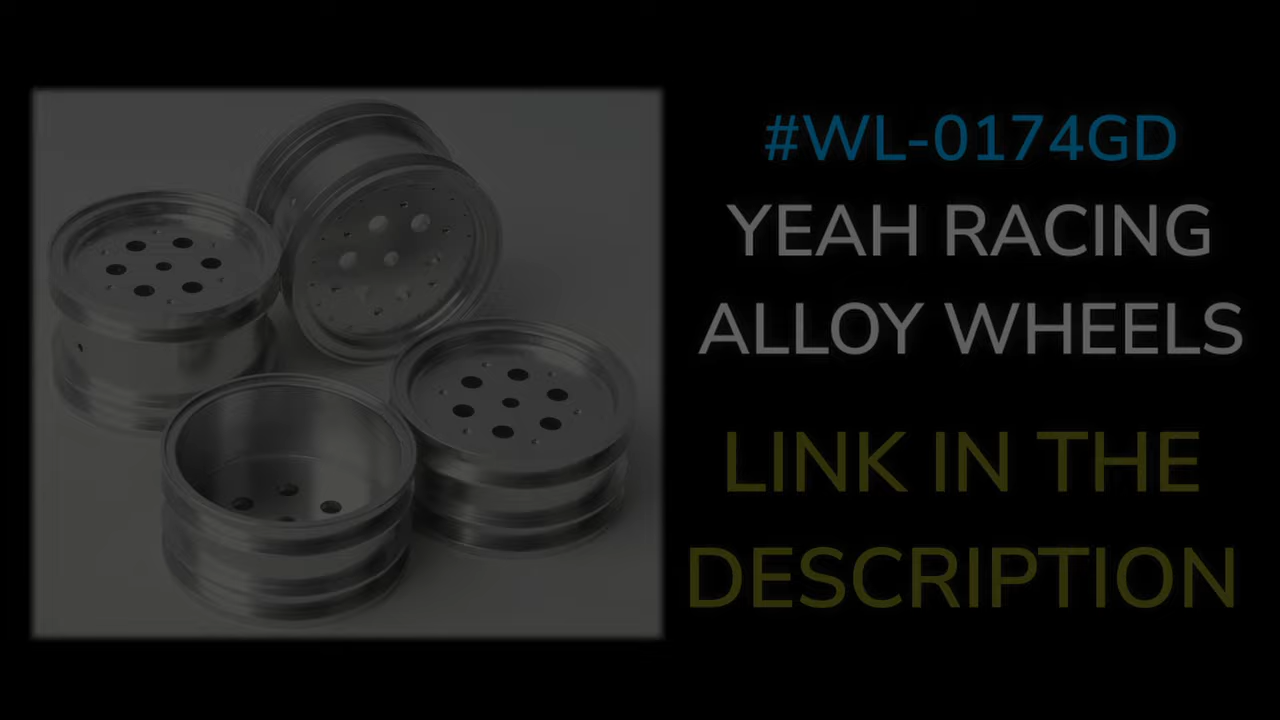 #WL-0174GD
YEAH RACING
ALLOY WHEELS
LINK IN THE
DESCRIPTION